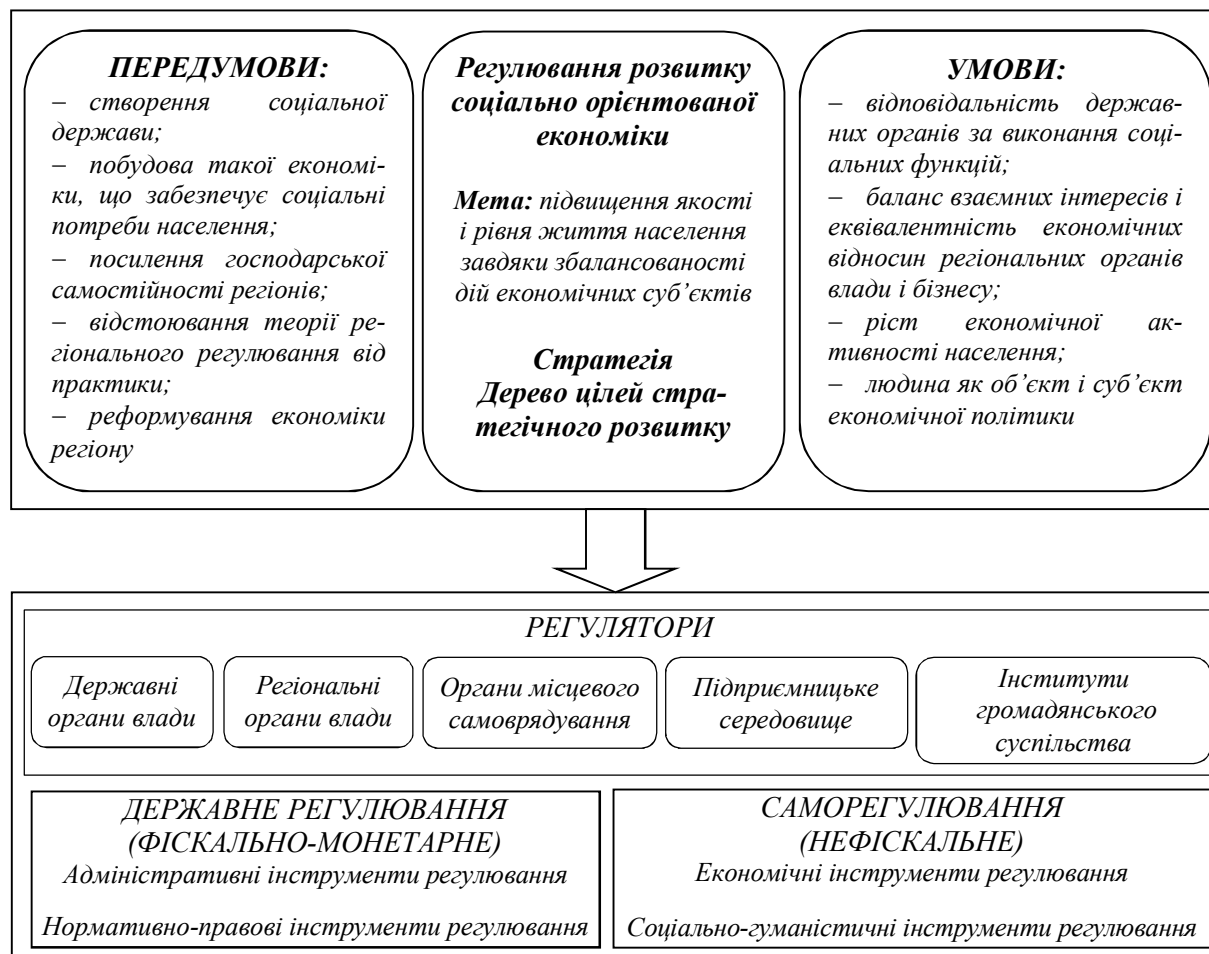 ПЕРЕДУМОВИ:
– створення соціальної
держави;
– побудова такої економі-
ки, що забезпечує соціальні
потреби населення;
– посилення господарської
самостійності регіонів;
– відстоювання теорії ре-
гіонального регулювання від
практики;
– реформування економіки
регіону
Регулювання розвитку
соціально орієнтованої
економіки
Мета: підвищення якості
і рівня життя населення
завдяки збалансованості
дій економічних суб’єктів
Стратегія
Дерево цілей стра-
тегічного розвитку
УМОВИ:
– відповідальність держав-
них органів за виконання соці-
альних функцій;
– баланс взаємних інтересів і
еквівалентність економічних
відносин регіональних органів
влади і бізнесу;
– ріст економічної ак-
тивності населення;
– людина як об’єкт і суб’єкт
економічної політики
РЕГУЛЯТОРИ
Державні
органи влади
Регіональні
органи влади
Органи місцевого
самоврядування
Підприємницьке
середовище
Інститути
громадянського
суспільства
ДЕРЖАВНЕ РЕГУЛЮВАННЯ
(ФІСКАЛЬНО-МОНЕТАРНЕ)
Адміністративні інструменти регулювання
Нормативно-правові інструменти регулювання
САМОРЕГУЛЮВАННЯ
(НЕФІСКАЛЬНЕ)
Економічні інструменти регулювання
Соціально-гуманістичні інструменти регулювання